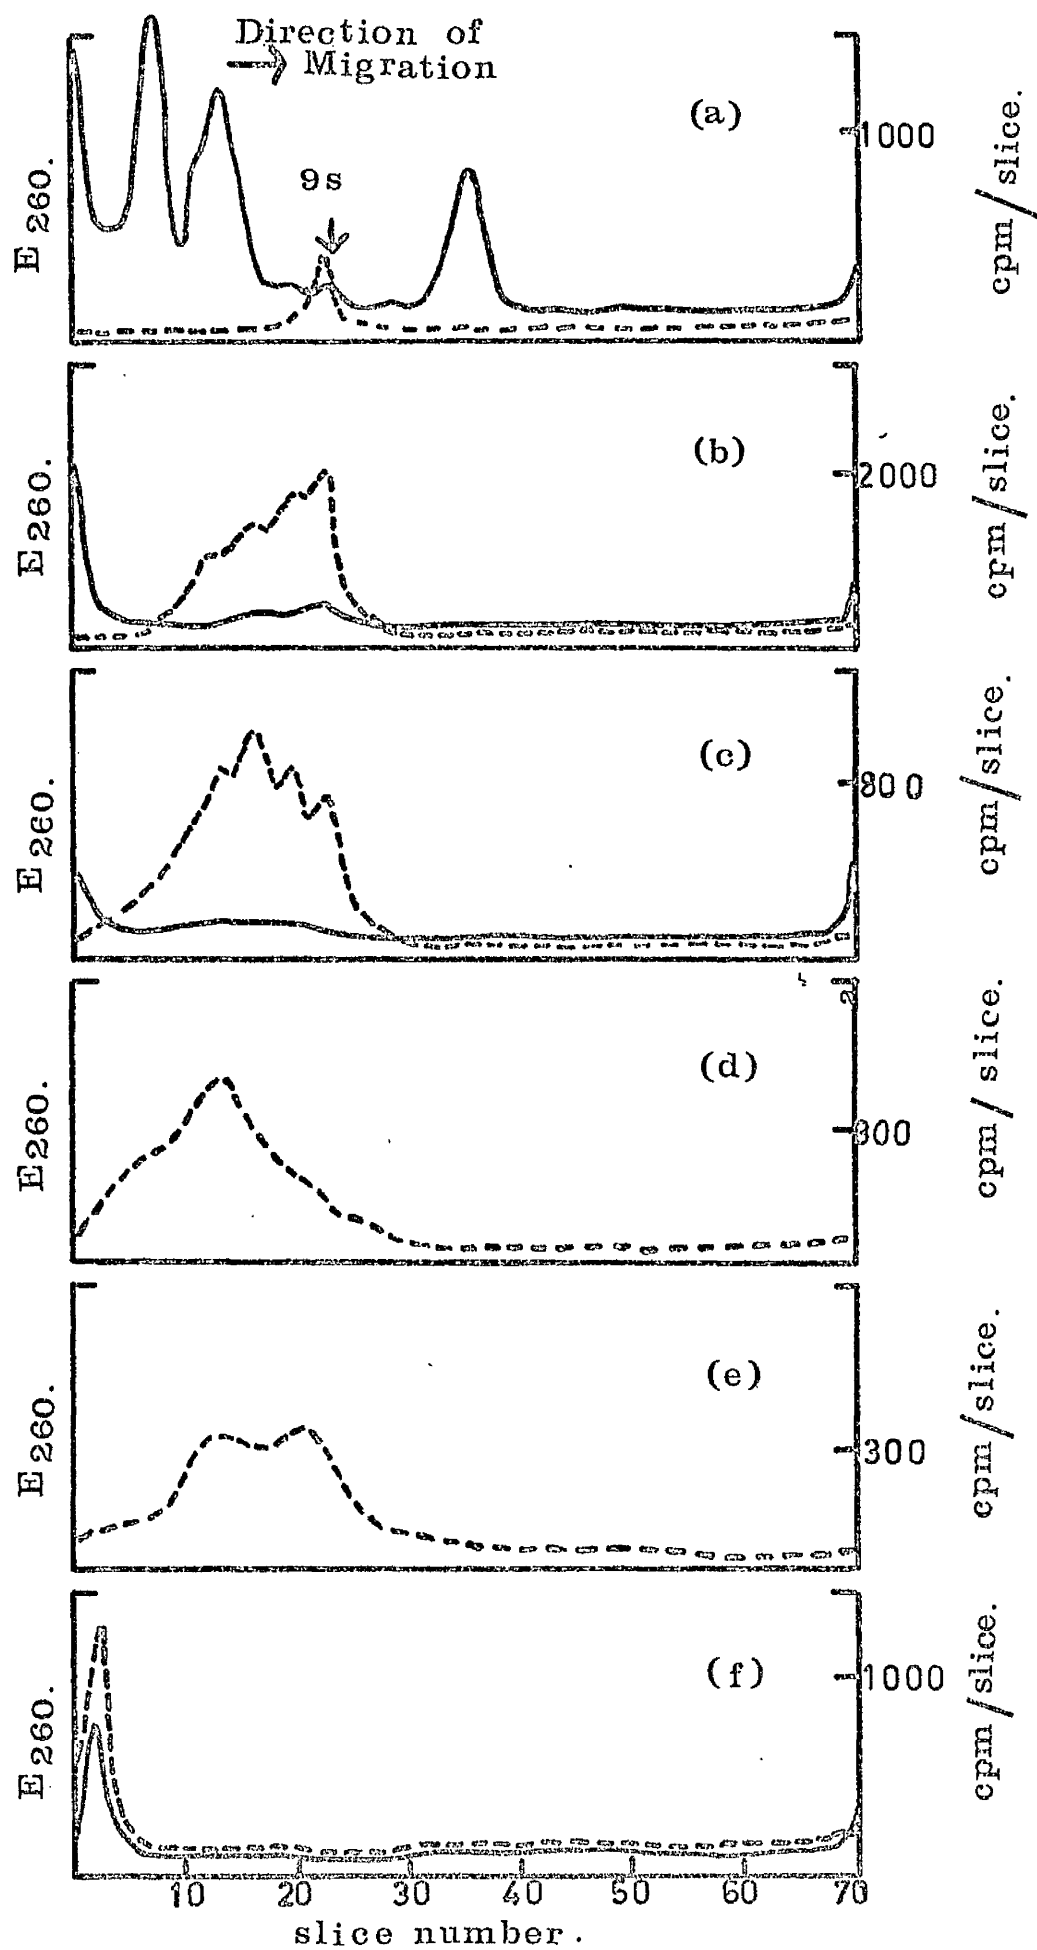 Direction of
Migration
(a)
1000
9s
E 260.
cpm/slice.
(b)
2000
E 260.
cpm/slice.
(c)
800
E 260.
cpm/slice.
(d)
300
E 260.
cpm/slice.
(e)
300
E 260.
cpm/slice.
(f)
1000
E 260.
cpm/slice.
10 20 30 40 50 60 70
slice number.